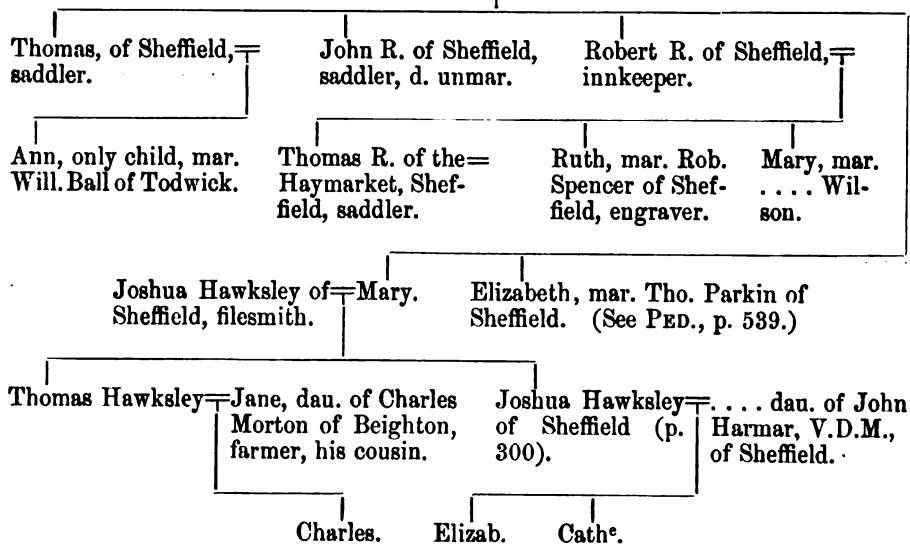 Thomas, of Sheffield,=
saddler.
John R. of Sheffield,
saddler, d. unmar.
Robert R. of Sheffield,=
innkeeper.
Ann, only child, mar.
Will. Ball of Todwick.
Thomas R. of the=
Haymarket, Shef-
field, saddler.
Ruth, mar. Rob.
Spencer of Shef-
field, engraver.
Mary, mar.
. . . . Wil-
son.
Joshua Hawksley of=Mary.
Sheffield, filesmith.
Elizabeth, mar. Tho. Parkin of
Sheffield. (See PED., p. 539.)
Thomas Hawksley=Jane, dau. of Charles
Morton of Beighton,
farmer, his cousin.
Joshua Hawksley=. . . . dau. of John
of Sheffield (p.
300).
Harmar, V.D.M.,
of Sheffield.
Charles.
Elizab.
Cathᵉ.